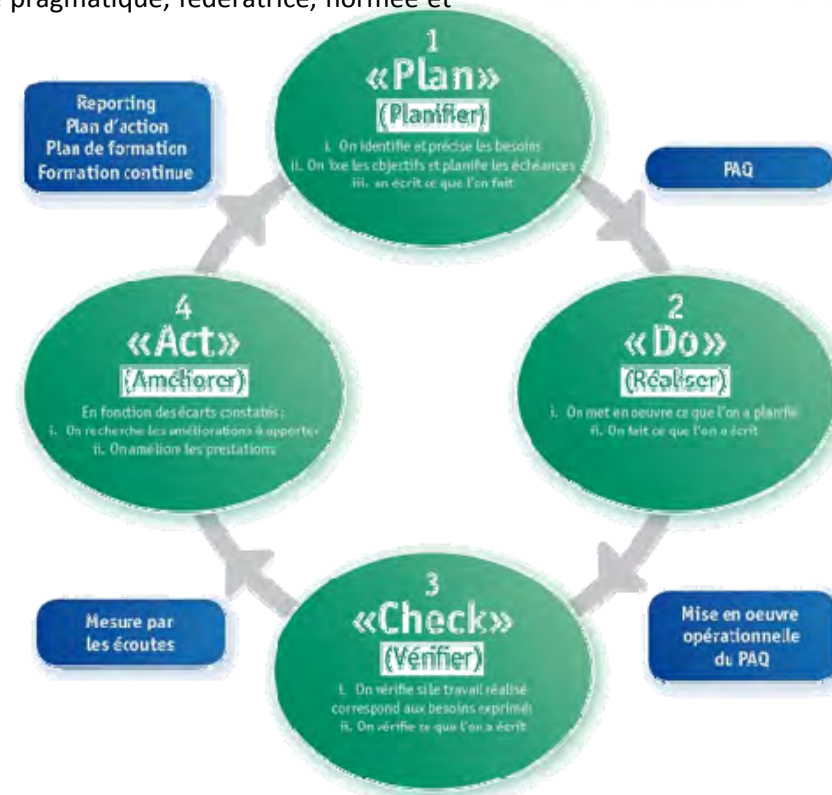 pragmatique, fédératrice, normée et
1
«Plan»
(Planifier)
i. On identifie et précise les besoins
ii. On fixe les objectifs et planifie les échéances
iii. on écrit ce que l'on fait
Reporting
Plan d'action
Plan de formation
Formation continue
PAQ
2
«Do»
(Réaliser)
i. On met en oeuvre ce que l'on a planifié
ii. On fait ce que l'on a écrit
Mise en oeuvre
opérationnelle
du PAQ
3
«Check»
(Vérifier)
i. On vérifie si le travail réalisé
correspond aux besoins exprimés
ii. On vérifie ce que l'on a écrit
Mesure par
les écoutes
4
«Act»
(Améliorer)
En fonction des écarts constatés :
i. On recherche les améliorations à apporter
ii. On améliore les prestations